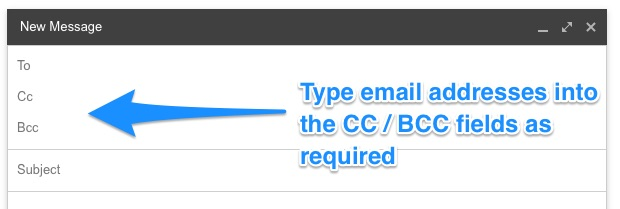 New Message
To
Cc
Bcc
Type email addresses into
the CC / BCC fields as
required
Subject